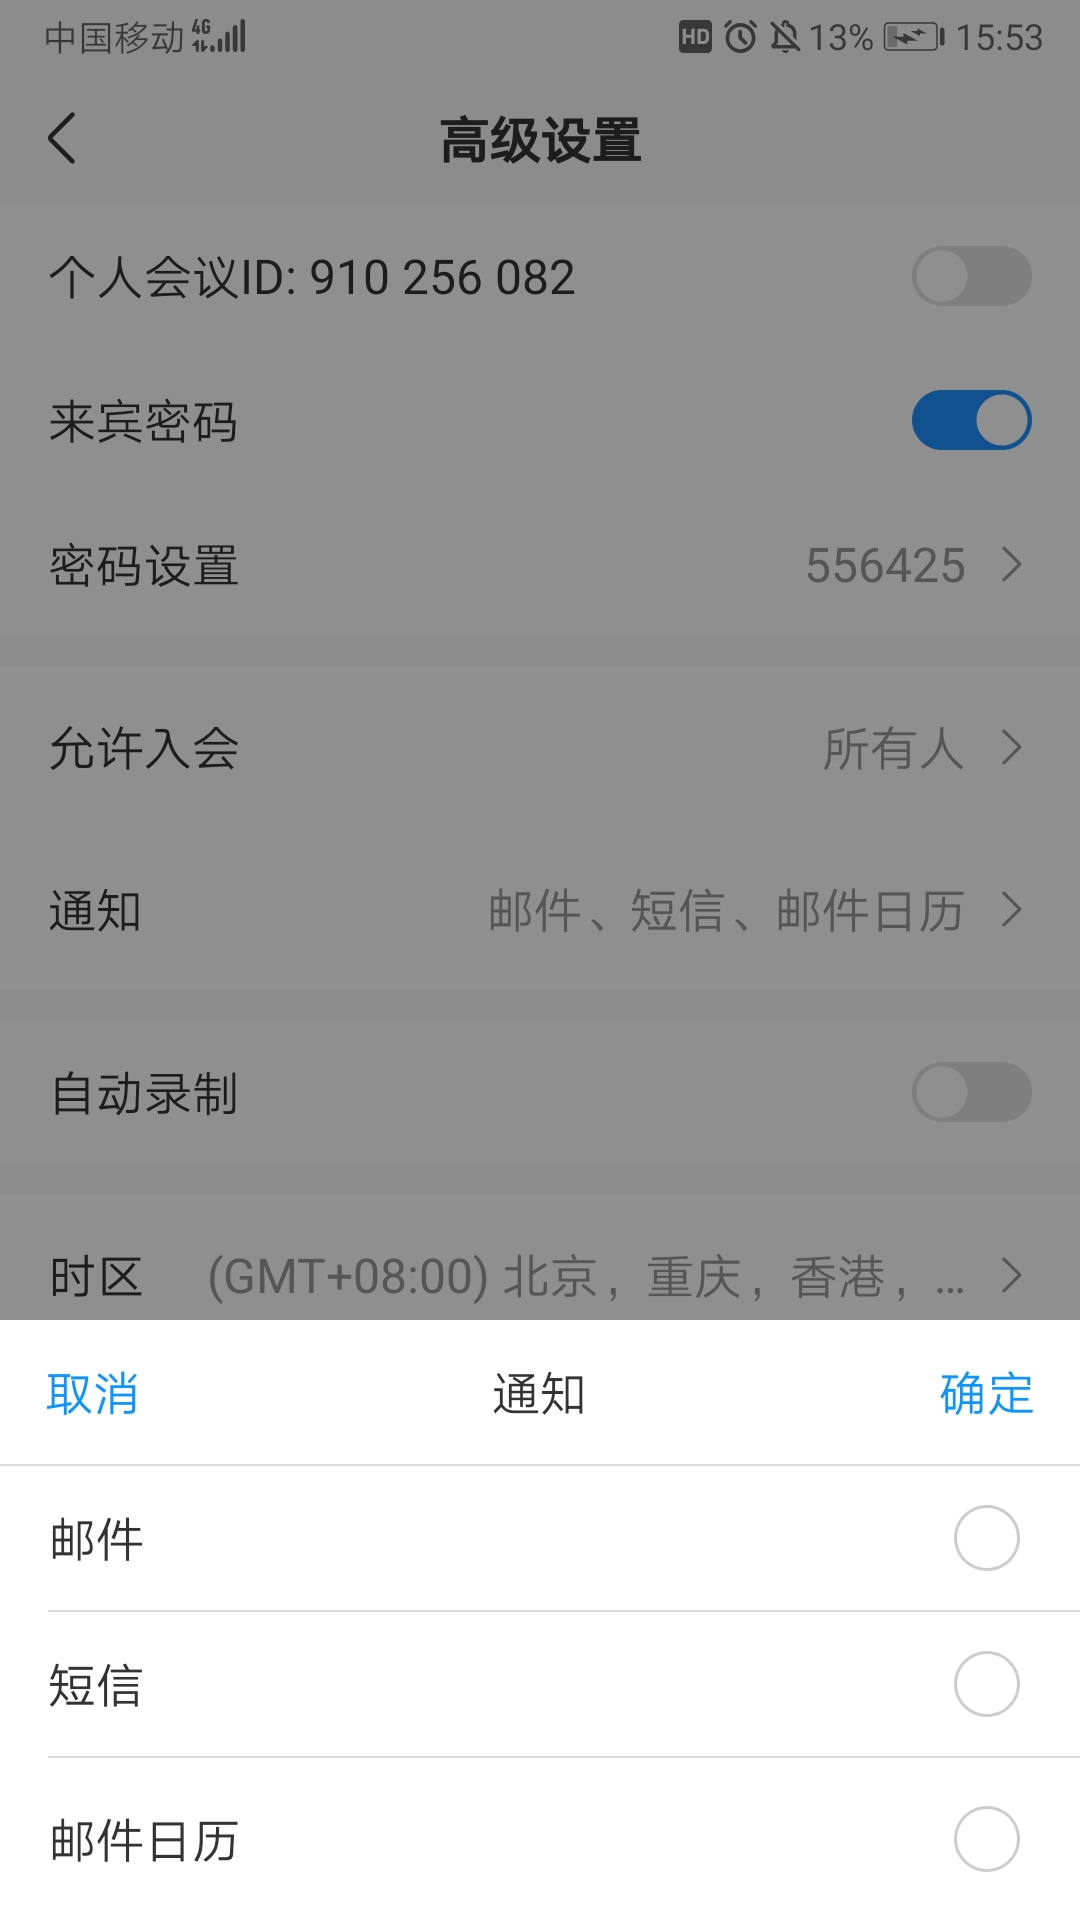 中国移动 4G HD 13% 15:53
高级设置
个人会议ID: 910 256 082
来宾密码
密码设置 556425
允许入会 所有人
通知 邮件、短信、邮件日历
自动录制
时区 (GMT+08:00) 北京，重庆，香港，...
取消 通知 确定
邮件
短信
邮件日历